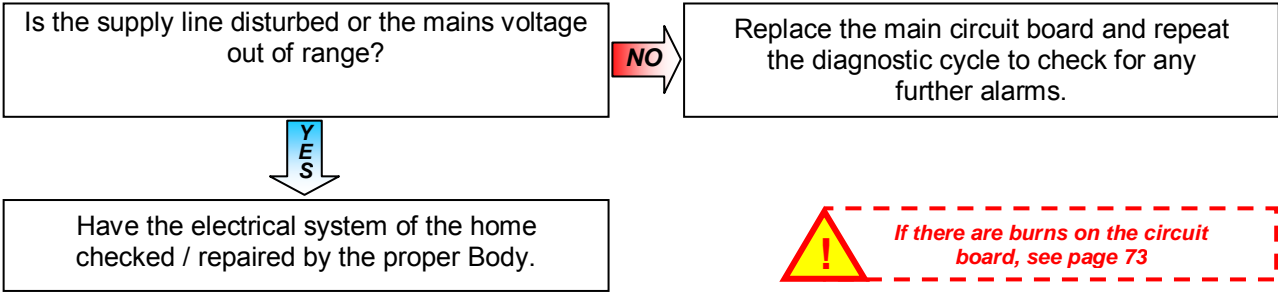 Is the supply line disturbed or the mains voltage
out of range?
NO
Replace the main circuit board and repeat
the diagnostic cycle to check for any
further alarms.
YES
Have the electrical system of the home
checked / repaired by the proper Body.
!
If there are burns on the circuit
board, see page 73